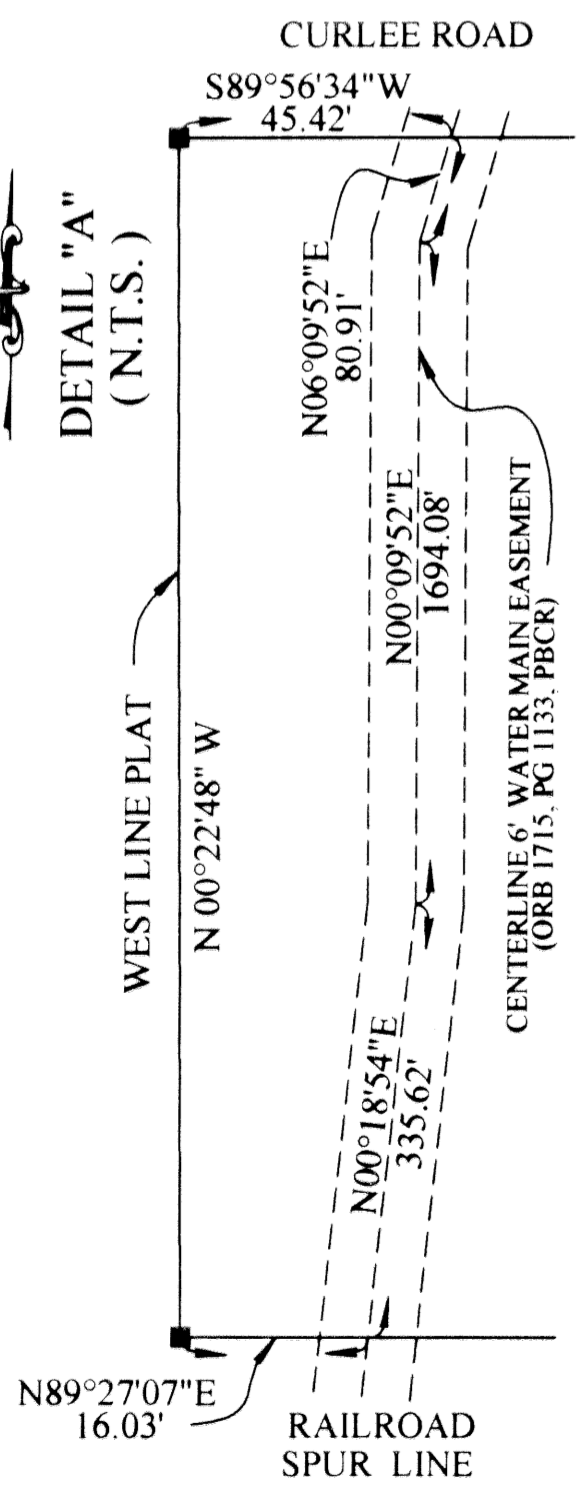 CURLEE ROAD
S89°56'34"W
45.42'
DETAIL "A"
( N.T.S. )
N06°09'52"E
80.91'
N00°09'52"E
1694.08'
CENTERLINE 6' WATER MAIN EASEMENT
(ORB 1715, PG 1133, PBCR)
WEST LINE PLAT
N 00°22'48" W
N00°18'54"E
335.62'
N89°27'07"E
16.03'
RAILROAD
SPUR LINE